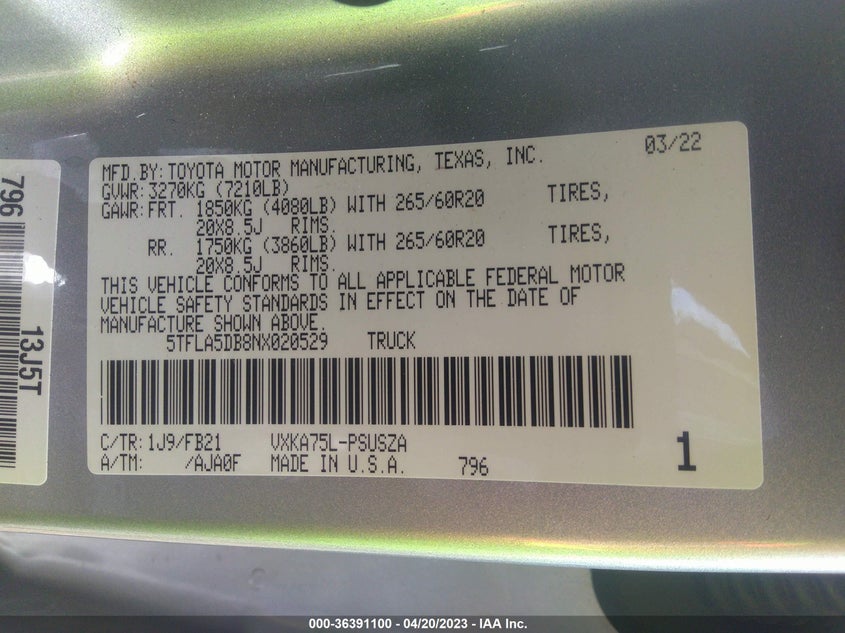 796
13J5T
MFD.BY:TOYOTA MOTOR MANUFACTURING, TEXAS, INC. 03/22
GVWR:3270KG (7210LB)
GAWR:FRT. 1850KG (4080LB) WITH 265/60R20 TIRES,
20X8.5J RIMS.
RR. 1750KG (3860LB) WITH 265/60R20 TIRES,
20X8.5J RIMS.
THIS VEHICLE CONFORMS TO ALL APPLICABLE FEDERAL MOTOR
VEHICLE SAFETY STANDARDS IN EFFECT ON THE DATE OF
MANUFACTURE SHOWN ABOVE.
5TFLA5DB8NX020529 TRUCK
C/TR:1J9/FB21 VXKA75L-PSUSZA
A/TM: /AJA0F MADE IN U.S.A. 796
1
000-36391100 - 04/20/2023 - IAA Inc.